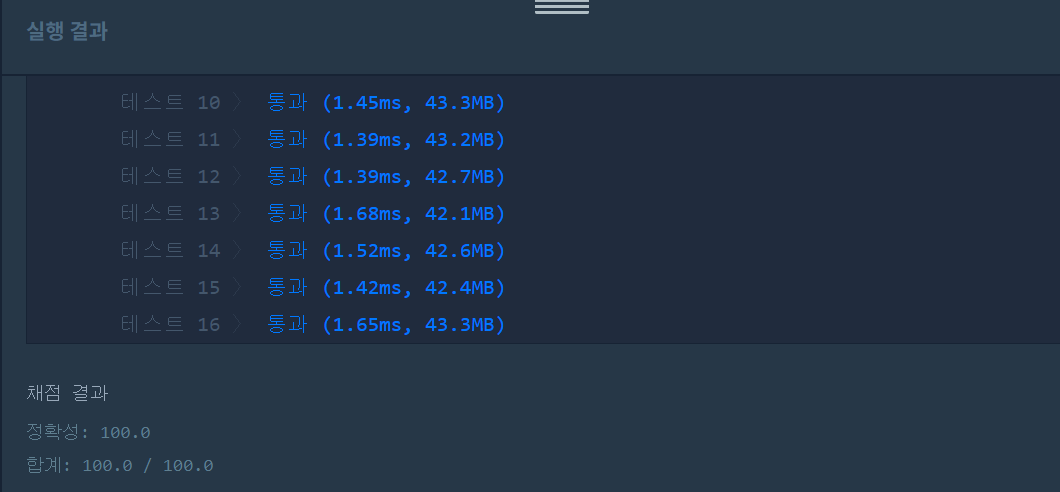 실행 결과
테스트 10 〉 통과 (1.45ms, 43.3MB)
테스트 11 〉 통과 (1.39ms, 43.2MB)
테스트 12 〉 통과 (1.39ms, 42.7MB)
테스트 13 〉 통과 (1.68ms, 42.1MB)
테스트 14 〉 통과 (1.52ms, 42.6MB)
테스트 15 〉 통과 (1.42ms, 42.4MB)
테스트 16 〉 통과 (1.65ms, 43.3MB)
채점 결과
정확성: 100.0
합계: 100.0 / 100.0